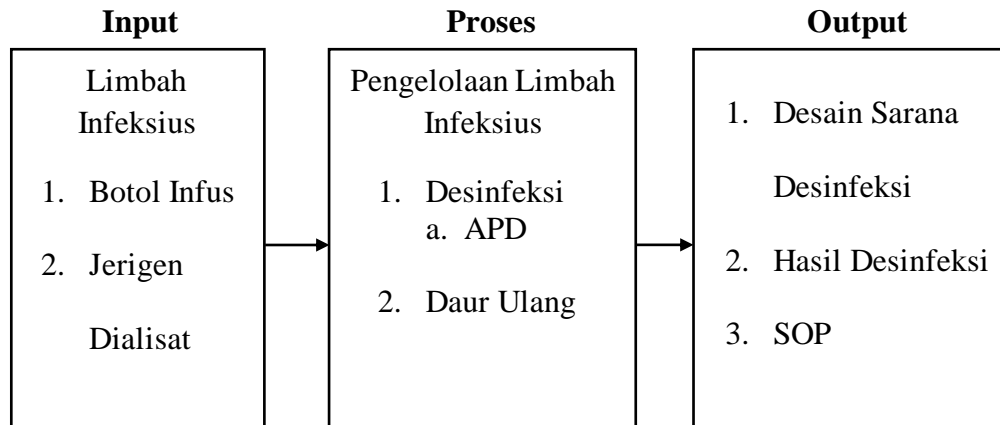 Input
Limbah
Infeksius
1. Botol Infus
2. Jerigen
Dialisat
Proses
Pengelolaan Limbah
Infeksius
1. Desinfeksi
a. APD
2. Daur Ulang
Output
1. Desain Sarana
Desinfeksi
2. Hasil Desinfeksi
3. SOP